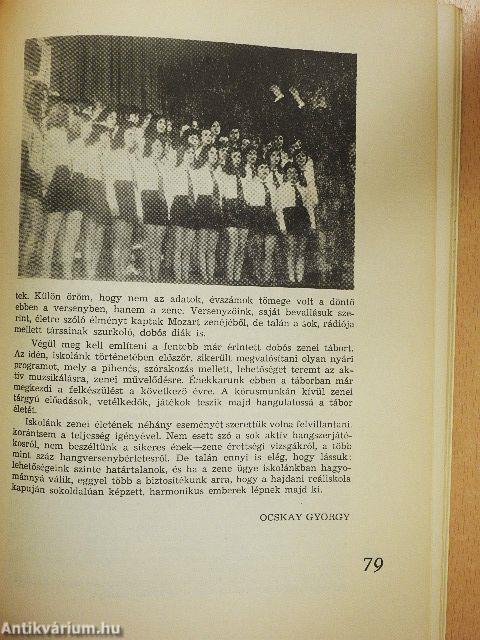 tek. Külön öröm, hogy nem az adatok, évszámok tömege volt a döntő
ebben a versenyben, hanem a zene. Versenyzőink, saját bevallásuk sze-
rint, életre szóló élményt kaptak Mozart zenéjéből, de talán a sok, rádiója
mellett társainak szurkoló, dobós diák is.
Végül meg kell említeni a fentebb már érintett dobós zenei tábort.
Az idén, iskolánk történetében először, sikerült megvalósítani olyan nyári
programot, mely a pihenés, szórakozás mellett, lehetőséget teremt az ak-
tív muzsikálásra, zenei művelődésre. Énekkarunk ebben a táborban már
megkezdi a felkészülést a következő évre. A kórusmunkán kívül zenei
tárgyú előadások, vetélkedők, játékok teszik majd hangulatossá a tábor
életét.
Iskolánk zenei életének néhány eseményét szerettük volna felvillantani
korántsem a teljesség igényével. Nem esett szó a sok aktív hangszerjáté-
kosról, nem beszéltünk a sikeres ének—zene érettségi vizsgákról, a több
mint száz hangversenybérletesről. De talán ennyi is elég, hogy lássuk:
lehetőségeink szinte határtalanok, és ha a zene ügye iskolánkban hagyo-
mánnyá válik, eggyel több a biztosítékunk arra, hogy a hajdani reáliskola
kapuján sokoldalúan képzett, harmonikus emberek lépnek majd ki.
OCSKAY GYÖRGY
79
Antikvárium.hu